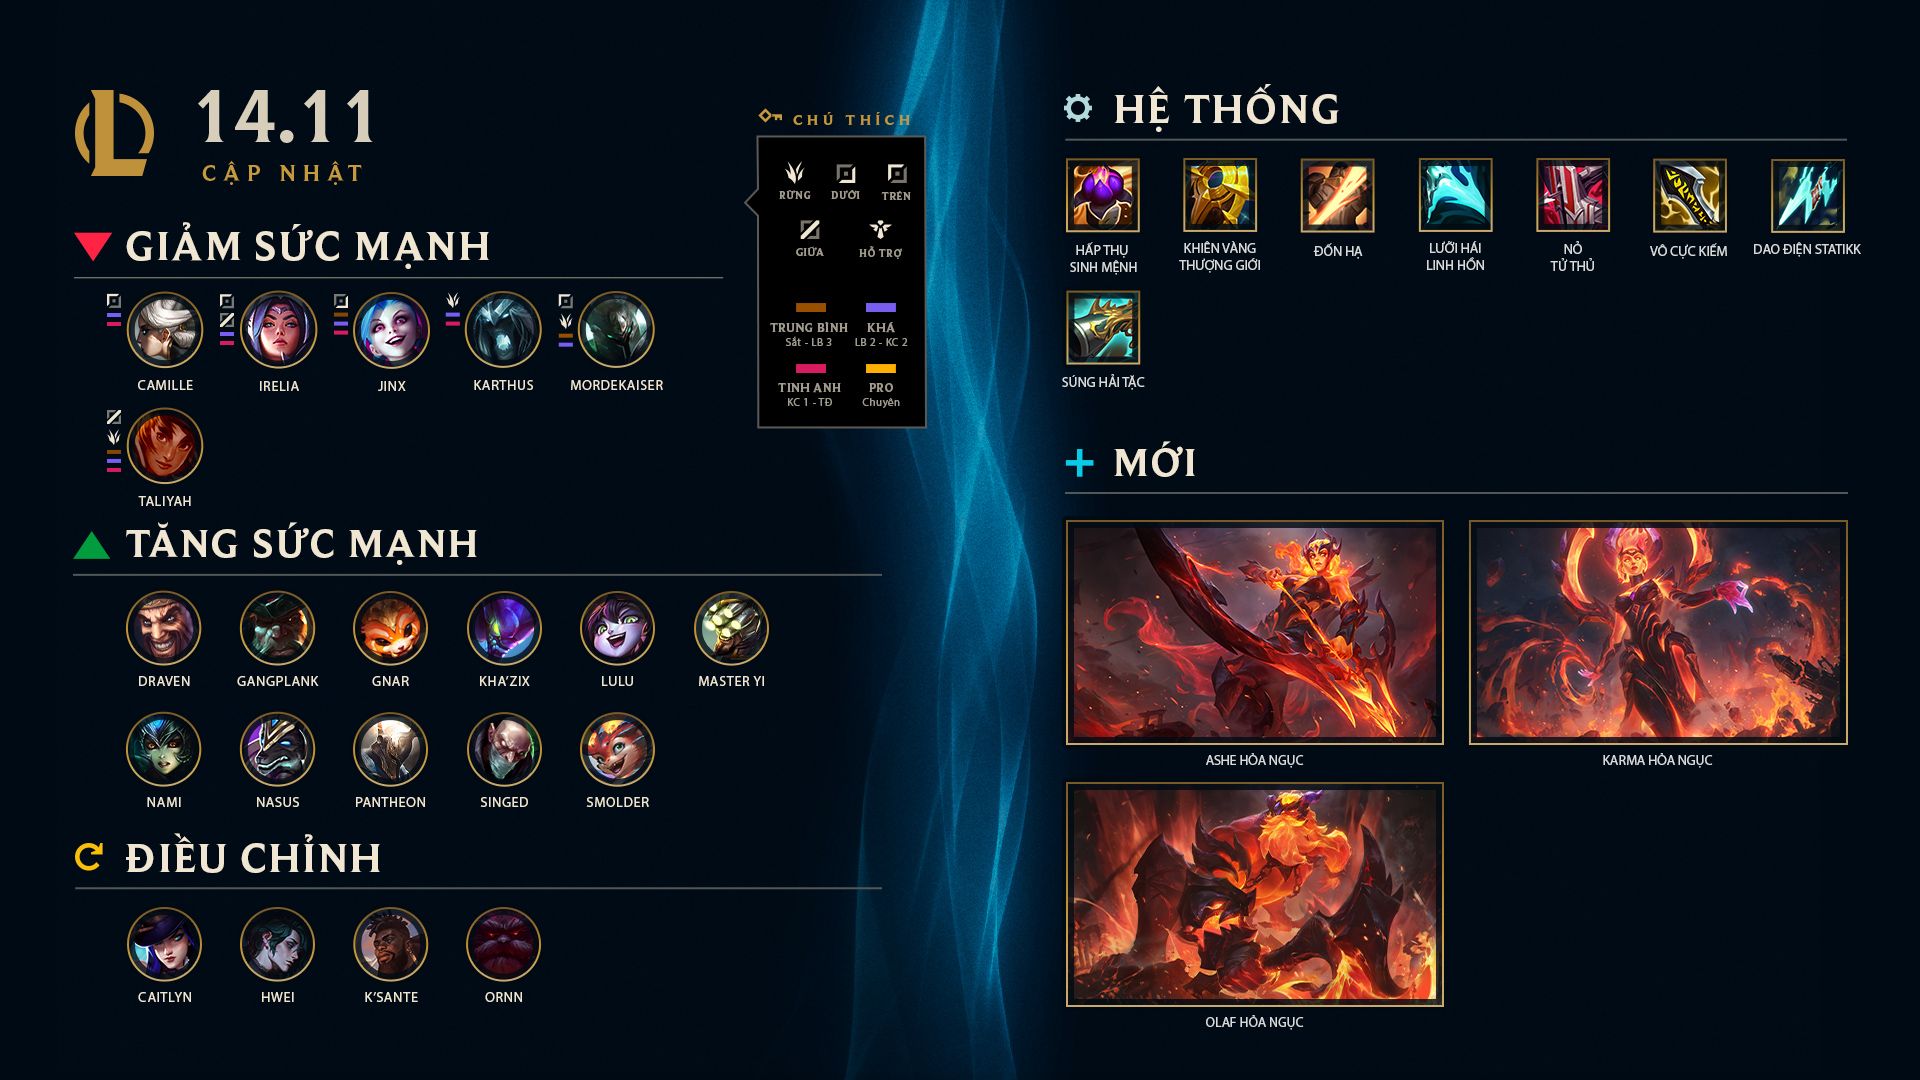 14.11
CẬP NHẬT
CHÚ THÍCH
RỪNG
DƯỚI
TRÊN
GIỮA
HỖ TRỢ
TRUNG BÌNH
Sắt - LB 3
KHÁ
LB 2 - KC 2
TINH ANH
KC 1 - TĐ
PRO
Chuyên
GIẢM SỨC MẠNH
CAMILLE
IRELIA
JINX
KARTHUS
MORDEKAISER
TALIYAH
TĂNG SỨC MẠNH
DRAVEN
GANGPLANK
GNAR
KHA'ZIX
LULU
MASTER YI
NAMI
NASUS
PANTHEON
SINGED
SMOLDER
ĐIỀU CHỈNH
CAITLYN
HWEI
K'SANTE
ORNN
HỆ THỐNG
HẤP THỤ
SINH MỆNH
KHIÊN VÀNG
THƯỢNG GIỚI
ĐỐN HẠ
LƯỠI HÁI
LINH HỒN
NỎ
TỬ THỦ
VÔ CỰC KIẾM
DAO ĐIỆN STATIKK
SÚNG HẢI TẶC
MỚI
ASHE HỎA NGỤC
KARMA HỎA NGỤC
OLAF HỎA NGỤC